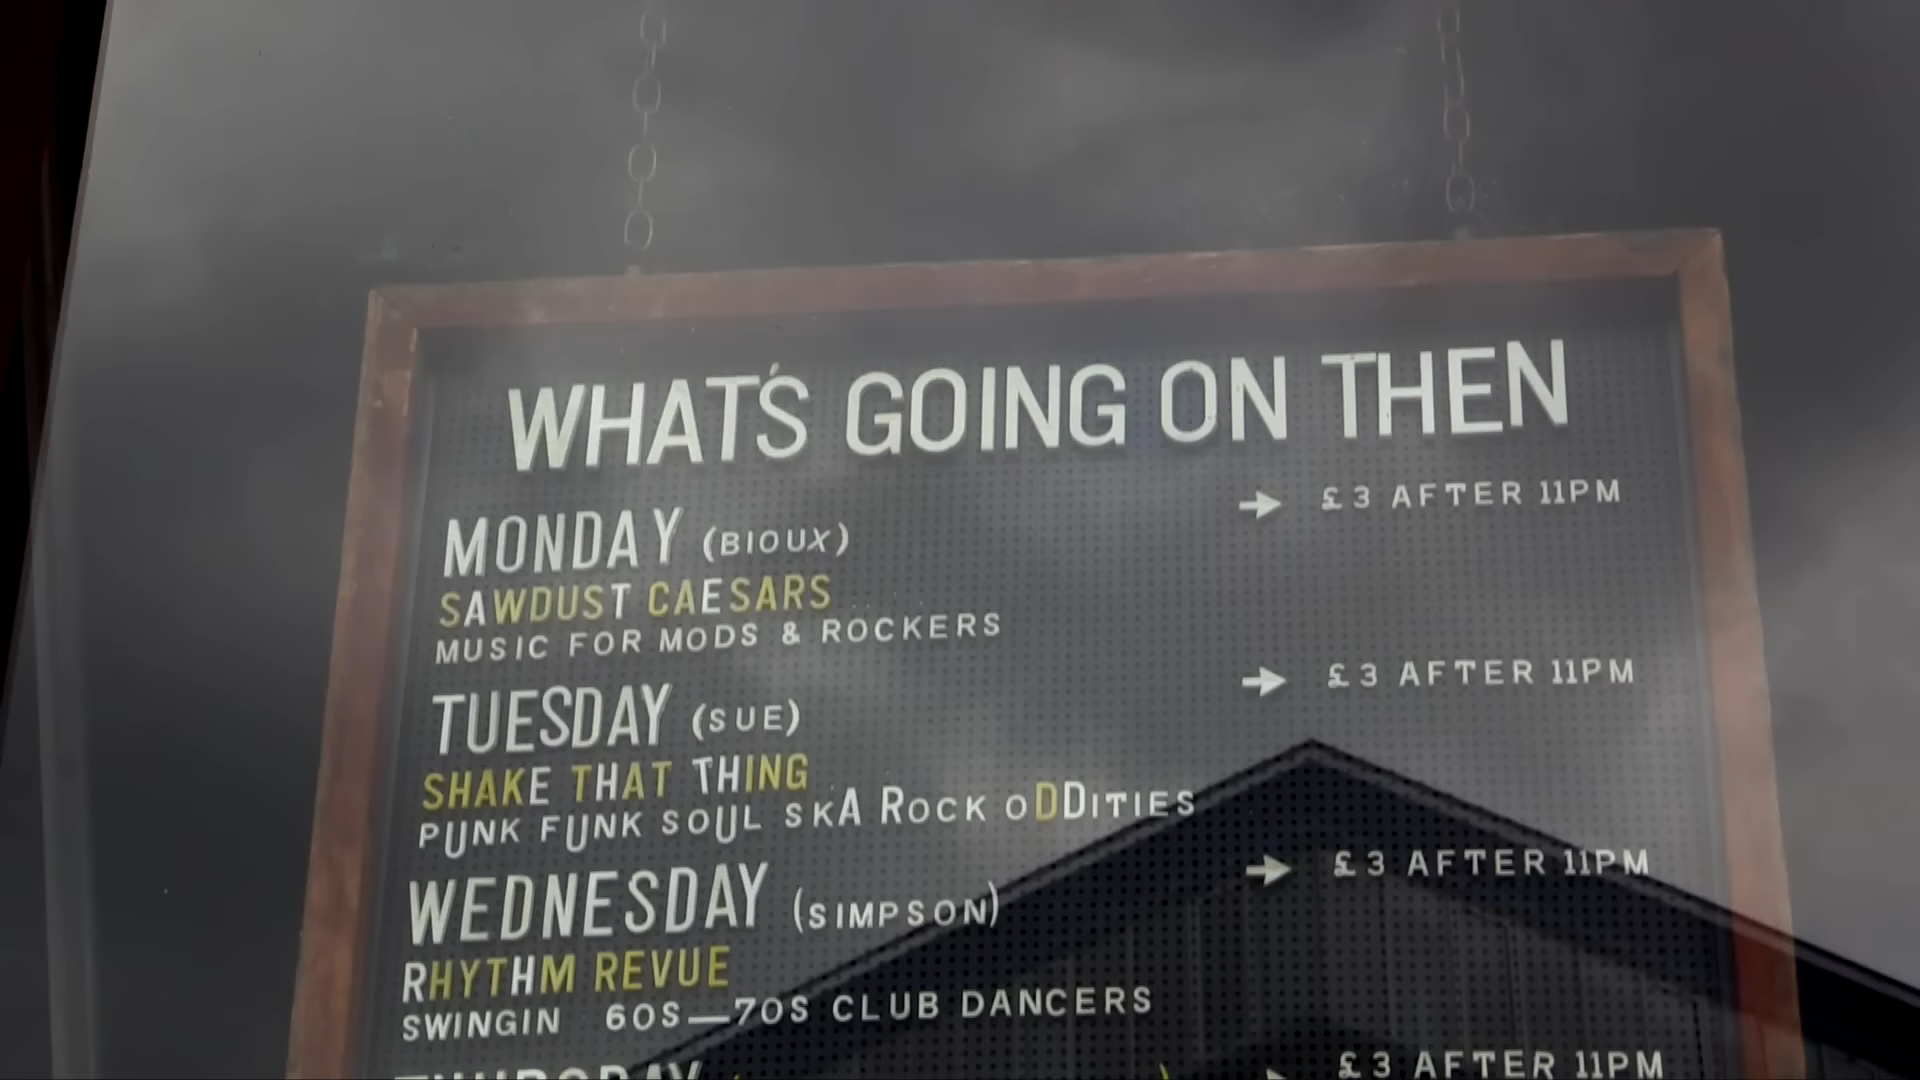 WHAT'S GOING ON THEN
→ £3 AFTER 11PM
MONDAY (BIOUX)
SAWDUST CAESARS
MUSIC FOR MODS & ROCKERS
→ £3 AFTER 11PM
TUESDAY (SUE)
SHAKE THAT THING
PUNK FUNK SOUL SKA ROCK ODDITIES
→ £3 AFTER 11PM
WEDNESDAY (SIMPSON)
RHYTHM REVUE
SWINGIN 60S—70S CLUB DANCERS
£3 AFTER 11PM
THURSDAY